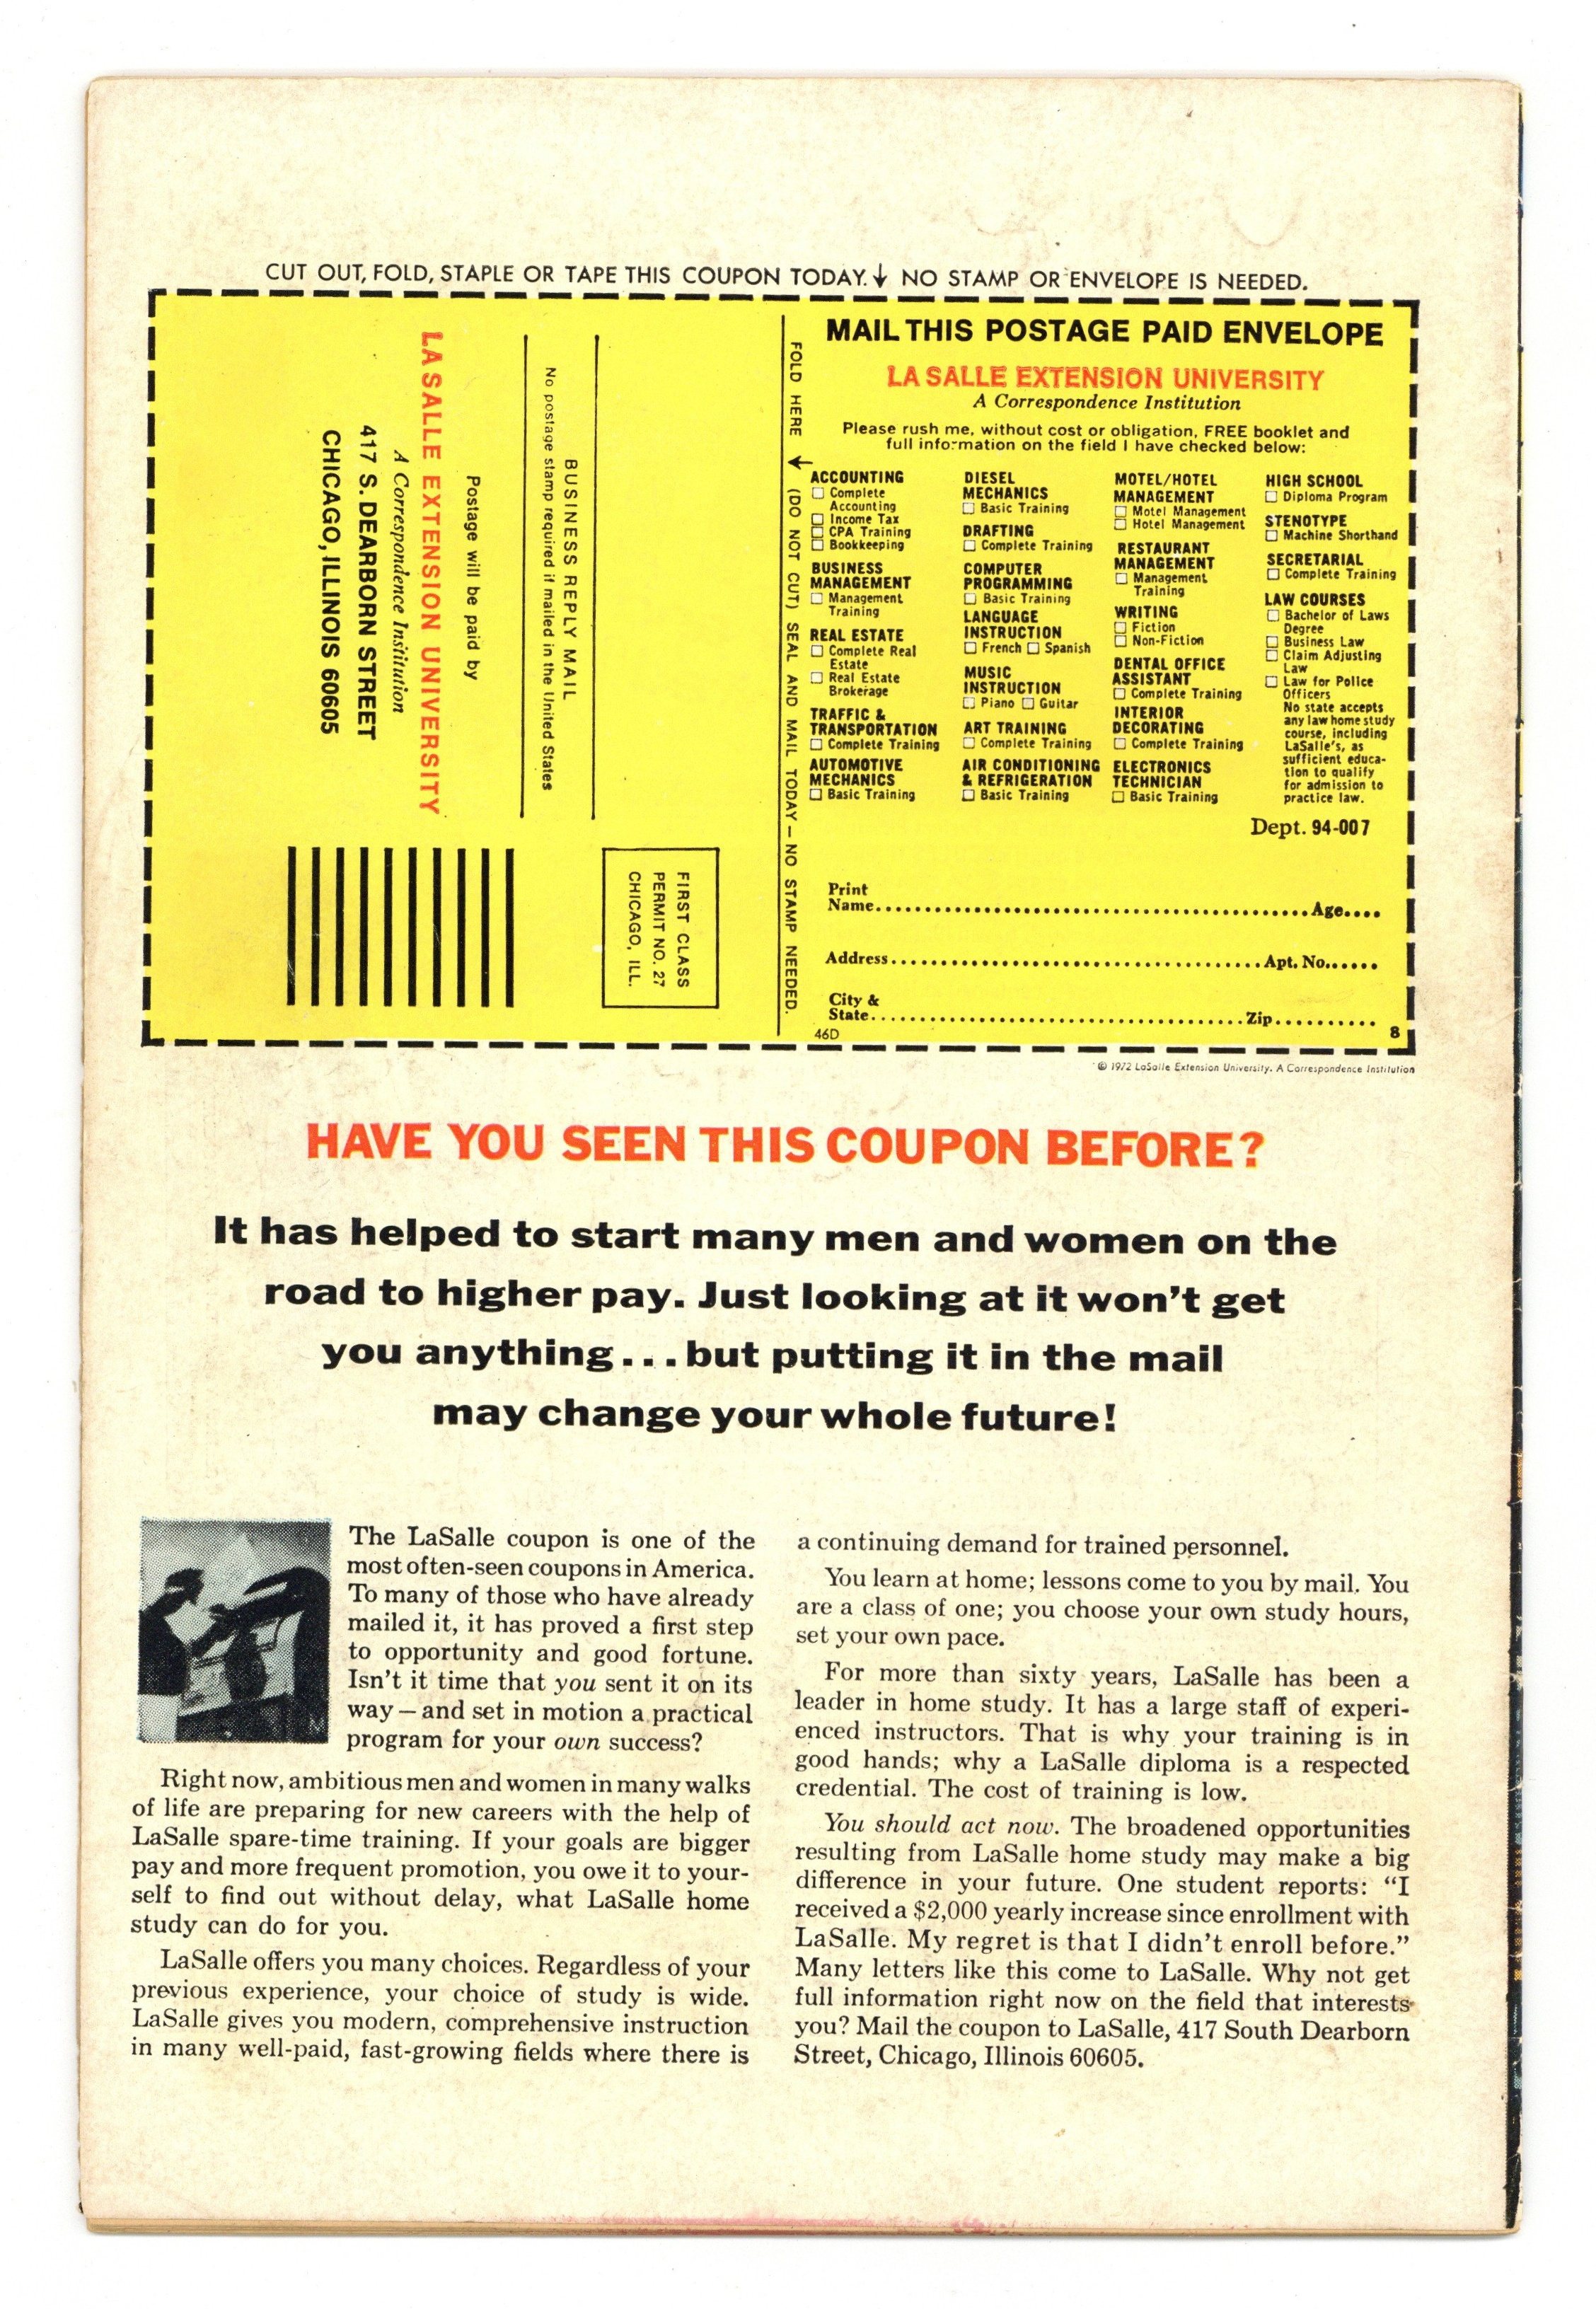 CUT OUT, FOLD, STAPLE OR TAPE THIS COUPON TODAY.↓ NO STAMP OR ENVELOPE IS NEEDED.
BUSINESS REPLY MAIL
No postage stamp required if mailed in the United States
Postage will be paid by
LA SALLE EXTENSION UNIVERSITY
A Correspondence Institution
417 S. DEARBORN STREET
CHICAGO, ILLINOIS 60605
FIRST CLASS
PERMIT NO. 27
CHICAGO, ILL.
FOLD HERE → (DO NOT CUT) SEAL AND MAIL TODAY — NO STAMP NEEDED.
MAIL THIS POSTAGE PAID ENVELOPE
LA SALLE EXTENSION UNIVERSITY
A Correspondence Institution
Please rush me, without cost or obligation, FREE booklet and
full information on the field I have checked below:
ACCOUNTING
☐ Complete
Accounting
☐ Income Tax
☐ CPA Training
☐ Bookkeeping
BUSINESS
MANAGEMENT
☐ Management
Training
REAL ESTATE
☐ Complete Real
Estate
☐ Real Estate
Brokerage
TRAFFIC &
TRANSPORTATION
☐ Complete Training
AUTOMOTIVE
MECHANICS
☐ Basic Training
DIESEL
MECHANICS
☐ Basic Training
DRAFTING
☐ Complete Training
COMPUTER
PROGRAMMING
☐ Basic Training
LANGUAGE
INSTRUCTION
☐ French ☐ Spanish
MUSIC
INSTRUCTION
☐ Piano ☐ Guitar
ART TRAINING
☐ Complete Training
AIR CONDITIONING
& REFRIGERATION
☐ Basic Training
MOTEL/HOTEL
MANAGEMENT
☐ Motel Management
☐ Hotel Management
RESTAURANT
MANAGEMENT
☐ Management
Training
WRITING
☐ Fiction
☐ Non-Fiction
DENTAL OFFICE
ASSISTANT
☐ Complete Training
INTERIOR
DECORATING
☐ Complete Training
ELECTRONICS
TECHNICIAN
☐ Basic Training
HIGH SCHOOL
☐ Diploma Program
STENOTYPE
☐ Machine Shorthand
SECRETARIAL
☐ Complete Training
LAW COURSES
☐ Bachelor of Laws
Degree
☐ Business Law
☐ Claim Adjusting
Law
☐ Law for Police
Officers
No state accepts
any law home study
course, including
LaSalle's, as
sufficient educa-
tion to qualify
for admission to
practice law.
Dept. 94-007
Print
Name.......... Age....
Address.......... Apt. No......
City &
State.......... Zip..........
46D 8
© 1972 LaSalle Extension University. A Correspondence Institution
HAVE YOU SEEN THIS COUPON BEFORE?
It has helped to start many men and women on the
road to higher pay. Just looking at it won't get
you anything...but putting it in the mail
may change your whole future!
The LaSalle coupon is one of the
most often-seen coupons in America.
To many of those who have already
mailed it, it has proved a first step
to opportunity and good fortune.
Isn't it time that you sent it on its
way — and set in motion a practical
program for your own success?
Right now, ambitious men and women in many walks
of life are preparing for new careers with the help of
LaSalle spare-time training. If your goals are bigger
pay and more frequent promotion, you owe it to your-
self to find out without delay, what LaSalle home
study can do for you.
LaSalle offers you many choices. Regardless of your
previous experience, your choice of study is wide.
LaSalle gives you modern, comprehensive instruction
in many well-paid, fast-growing fields where there is
a continuing demand for trained personnel.
You learn at home; lessons come to you by mail. You
are a class of one; you choose your own study hours,
set your own pace.
For more than sixty years, LaSalle has been a
leader in home study. It has a large staff of experi-
enced instructors. That is why your training is in
good hands; why a LaSalle diploma is a respected
credential. The cost of training is low.
You should act now. The broadened opportunities
resulting from LaSalle home study may make a big
difference in your future. One student reports: “I
received a $2,000 yearly increase since enrollment with
LaSalle. My regret is that I didn't enroll before.”
Many letters like this come to LaSalle. Why not get
full information right now on the field that interests
you? Mail the coupon to LaSalle, 417 South Dearborn
Street, Chicago, Illinois 60605.